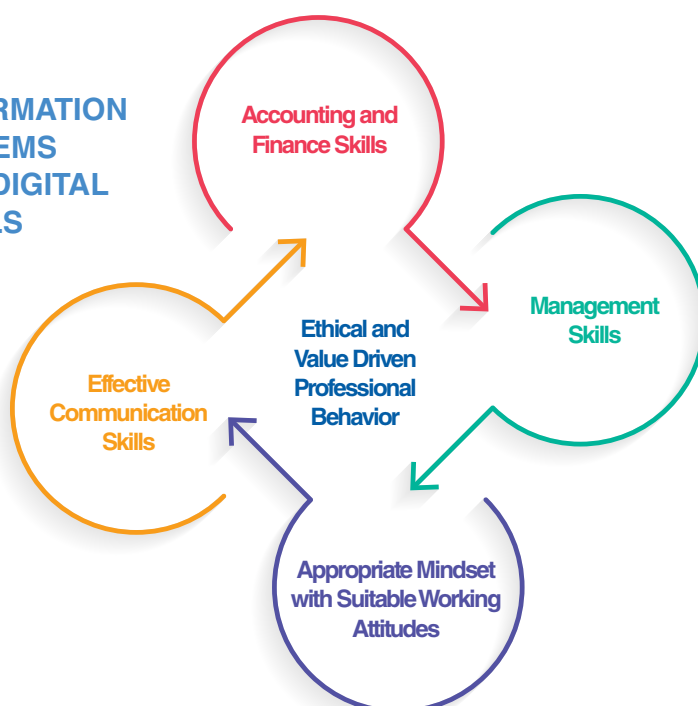 RMATION
EMS
DIGITAL
LS
Accounting and
Finance Skills
Management
Skills
Ethical and
Value Driven
Professional
Behavior
Effective
Communication
Skills
Appropriate Mindset
with Suitable Working
Attitudes